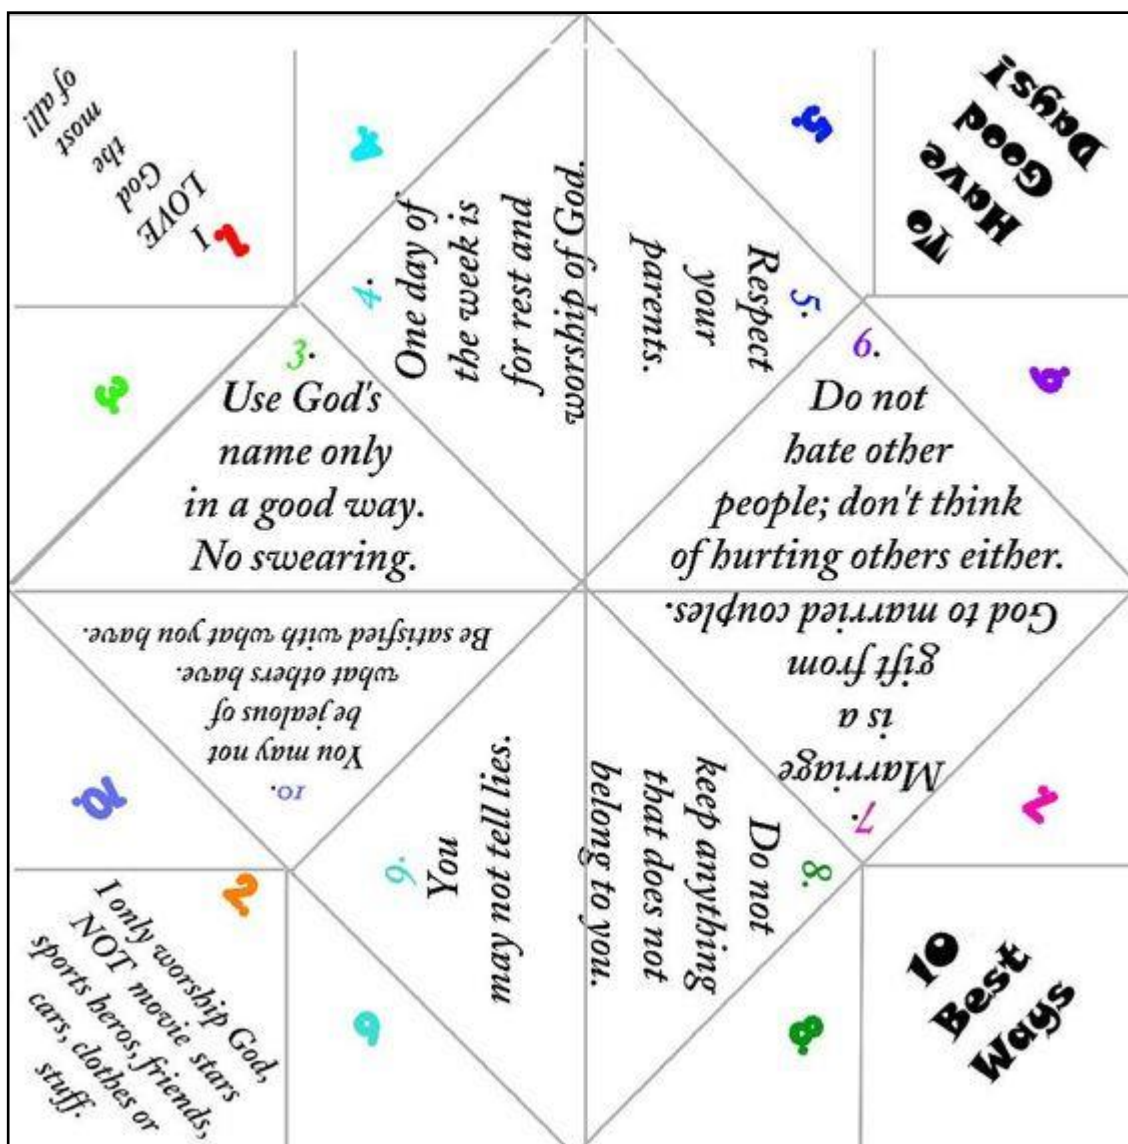 I
LOVE
God
the
most
of all!
1.
4.
5.
To
Have
Good
Days!
4.
One day of
the week is
for rest and
worship of God.
5.
Respect
your
parents.
3.
3.
Use God's
name only
in a good way.
No swearing.
6.
6.
Do not
hate other
people; don't think
of hurting others either.
10.
10.
You may not
be jealous of
what others have.
Be satisfied with what you have.
7.
7.
Marriage
is a
gift from
God to married couples.
9.
You
may not tell lies.
8.
Do not
keep anything
that does not
belong to you.
2.
I only worship God,
NOT movie stars
sports heros, friends,
cars, clothes or
stuff.
9.
8.
10
Best
Ways